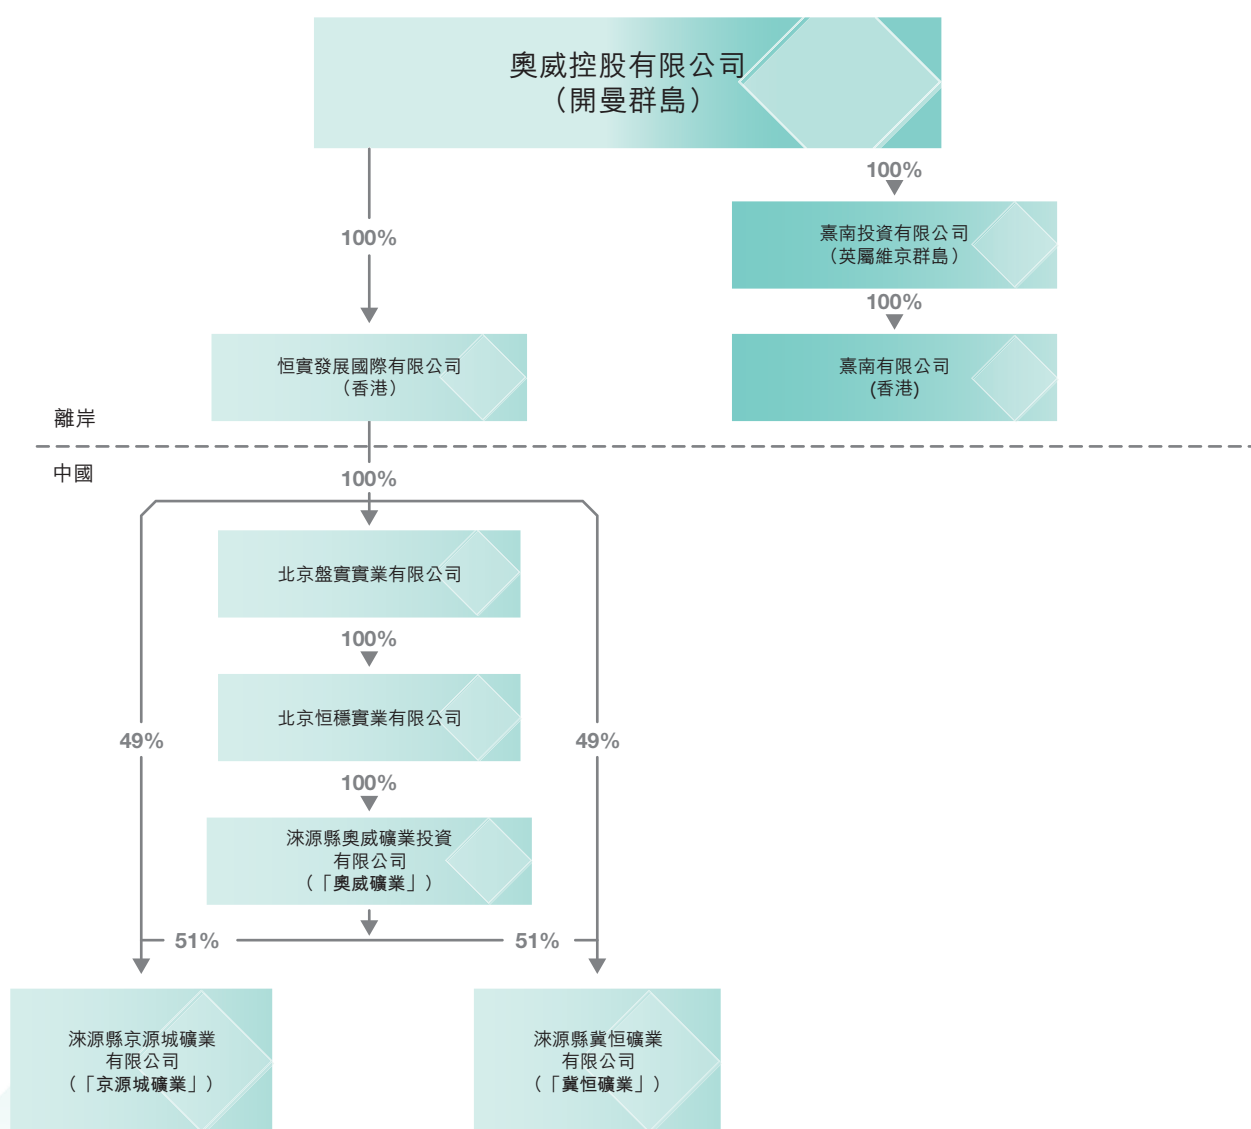 奧威控股有限公司
（開曼群島）
100%
100%
熹南投資有限公司
（英屬維京群島）
100%
恒實發展國際有限公司
（香港）
熹南有限公司
(香港)
離岸
中國
100%
北京盤實實業有限公司
100%
北京恒穩實業有限公司
49%
49%
100%
淶源縣奧威礦業投資
有限公司
（「奧威礦業」）
51%
51%
淶源縣京源城礦業
有限公司
（「京源城礦業」）
淶源縣冀恒礦業
有限公司
（「冀恒礦業」）